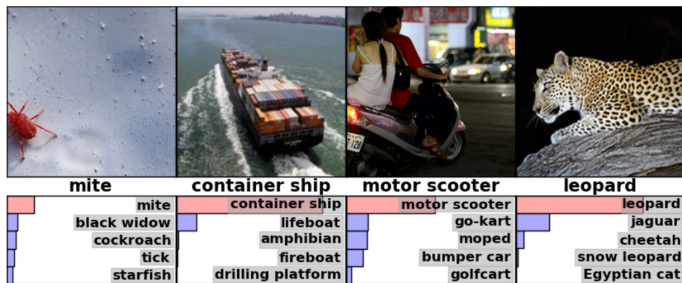 mite
container ship
motor scooter
leopard
mite
black widow
cockroach
tick
starfish
container ship
lifeboat
amphibian
fireboat
drilling platform
motor scooter
go-kart
moped
bumper car
golfcart
leopard
jaguar
cheetah
snow leopard
Egyptian cat